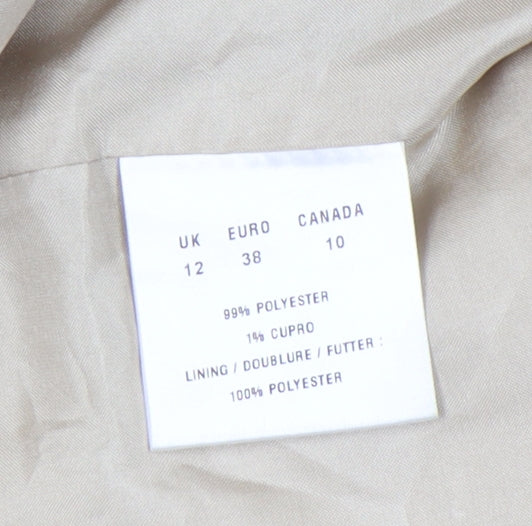 UK EURO CANADA
12 38 10
99% POLYESTER
1% CUPRO
LINING / DOUBLURE / FUTTER :
100% POLYESTER